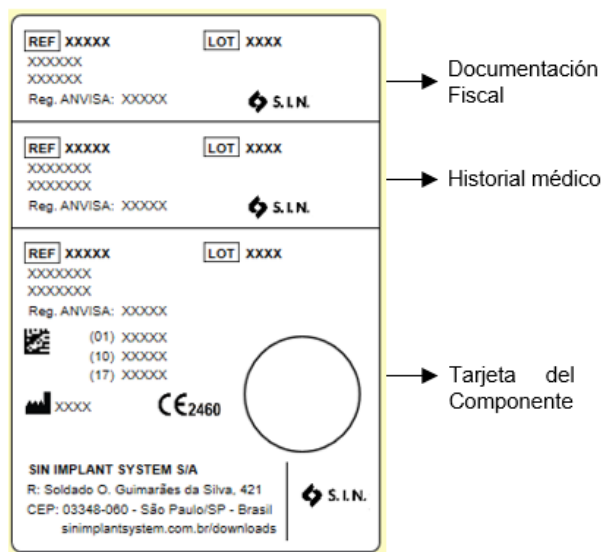 REF XXXXX LOT XXXX
XXXXXX
XXXXXX
Reg. ANVISA: XXXXX S.I.N.
Documentación
Fiscal
REF XXXXX LOT XXXX
XXXXXXX
XXXXXXX
Reg. ANVISA: XXXXX S.I.N.
Historial médico
REF XXXXX LOT XXXX
XXXXXXX
XXXXXXX
Reg. ANVISA: XXXXX
(01) XXXXX
(10) XXXXX
(17) XXXXX
XXXX CE2460
Tarjeta del
Componente
SIN IMPLANT SYSTEM S/A
R: Soldado O. Guimarães da Silva, 421
CEP: 03348-060 - São Paulo/SP - Brasil
sinimplantsystem.com.br/downloads
S.I.N.